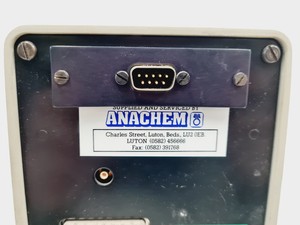 SUPPLIED AND SERVICED BY
ANACHEM
Charles Street, Luton, Beds, LU2 0EB
LUTON (0582) 456666
Fax: (0582) 391768